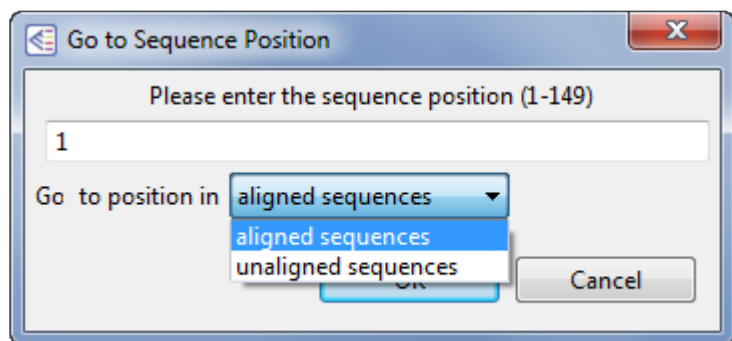 Go to Sequence Position
Please enter the sequence position (1-149)
1
Go to position in aligned sequences
aligned sequences
unaligned sequences
Cancel